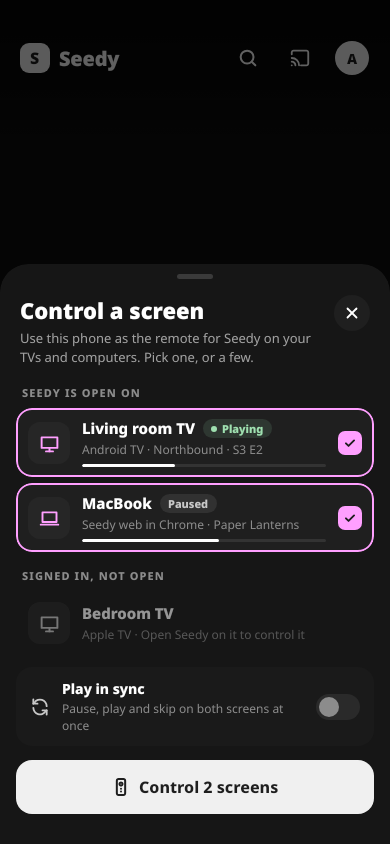 S Seedy A
Control a screen
Use this phone as the remote for Seedy on your
TVs and computers. Pick one, or a few.
SEEDY IS OPEN ON
Living room TV Playing
Android TV · Northbound · S3 E2
MacBook Paused
Seedy web in Chrome · Paper Lanterns
SIGNED IN, NOT OPEN
Bedroom TV
Apple TV · Open Seedy on it to control it
Play in sync
Pause, play and skip on both screens at
once
Control 2 screens